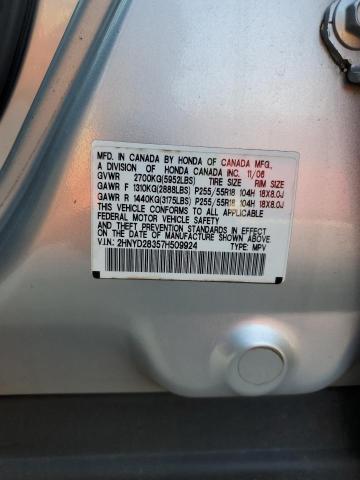 MFD. IN CANADA BY HONDA OF CANADA MFG.,
A DIVISION OF HONDA CANADA INC. 11/06
GVWR 2700KG(5952LBS) TIRE SIZE RIM SIZE
GAWR F 1310KG(2888LBS) P255/55R18 104H 18X8.0J
GAWR R 1440KG(3175LBS) P255/55R18 104H 18X8.0J
THIS VEHICLE CONFORMS TO ALL APPLICABLE
FEDERAL MOTOR VEHICLE SAFETY AND
THEFT PREVENTION STANDARDS IN EFFECT ON
THE DATE OF MANUFACTURE SHOWN ABOVE.
V.I.N.: 2HNYD28357H509924 TYPE: MPV